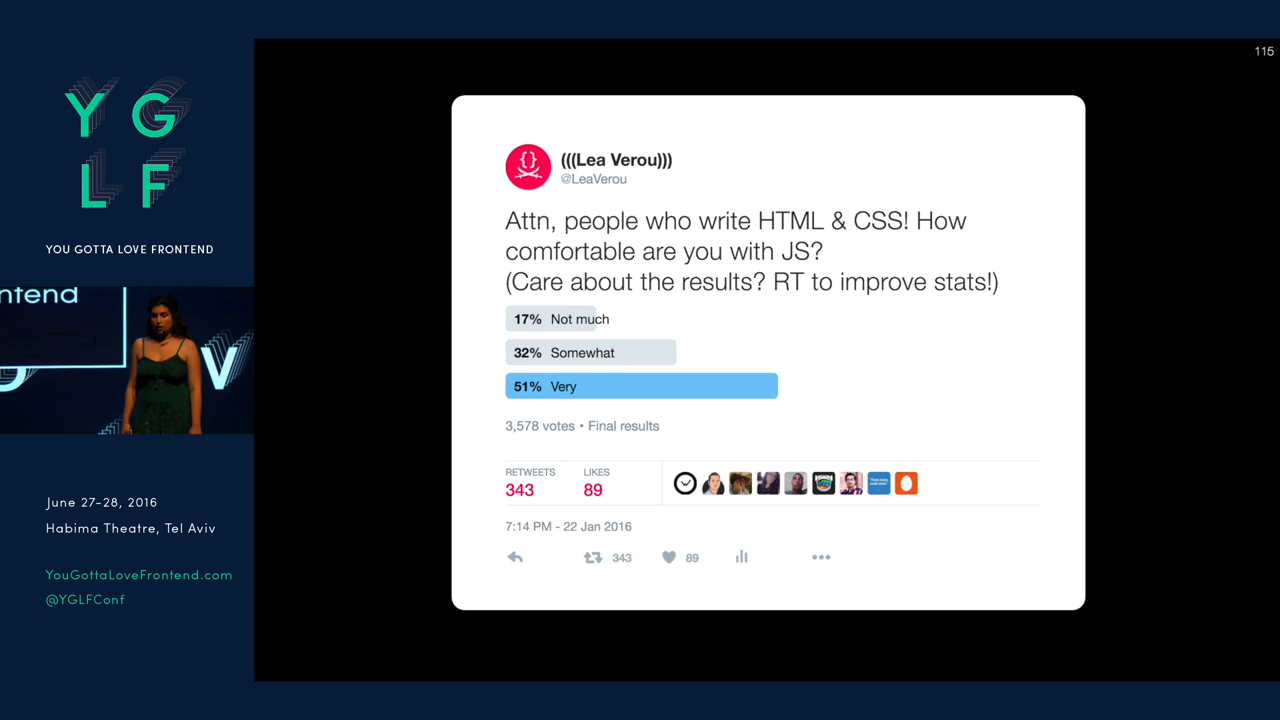 115
Y G
L F
YOU GOTTA LOVE FRONTEND
ntend
June 27-28, 2016
Habima Theatre, Tel Aviv
YouGottaLoveFrontend.com
@YGLFConf
(((Lea Verou)))
@LeaVerou
Attn, people who write HTML & CSS! How
comfortable are you with JS?
(Care about the results? RT to improve stats!)
17% Not much
32% Somewhat
51% Very
3,578 votes • Final results
RETWEETS LIKES
343 89
7:14 PM - 22 Jan 2016
343 89